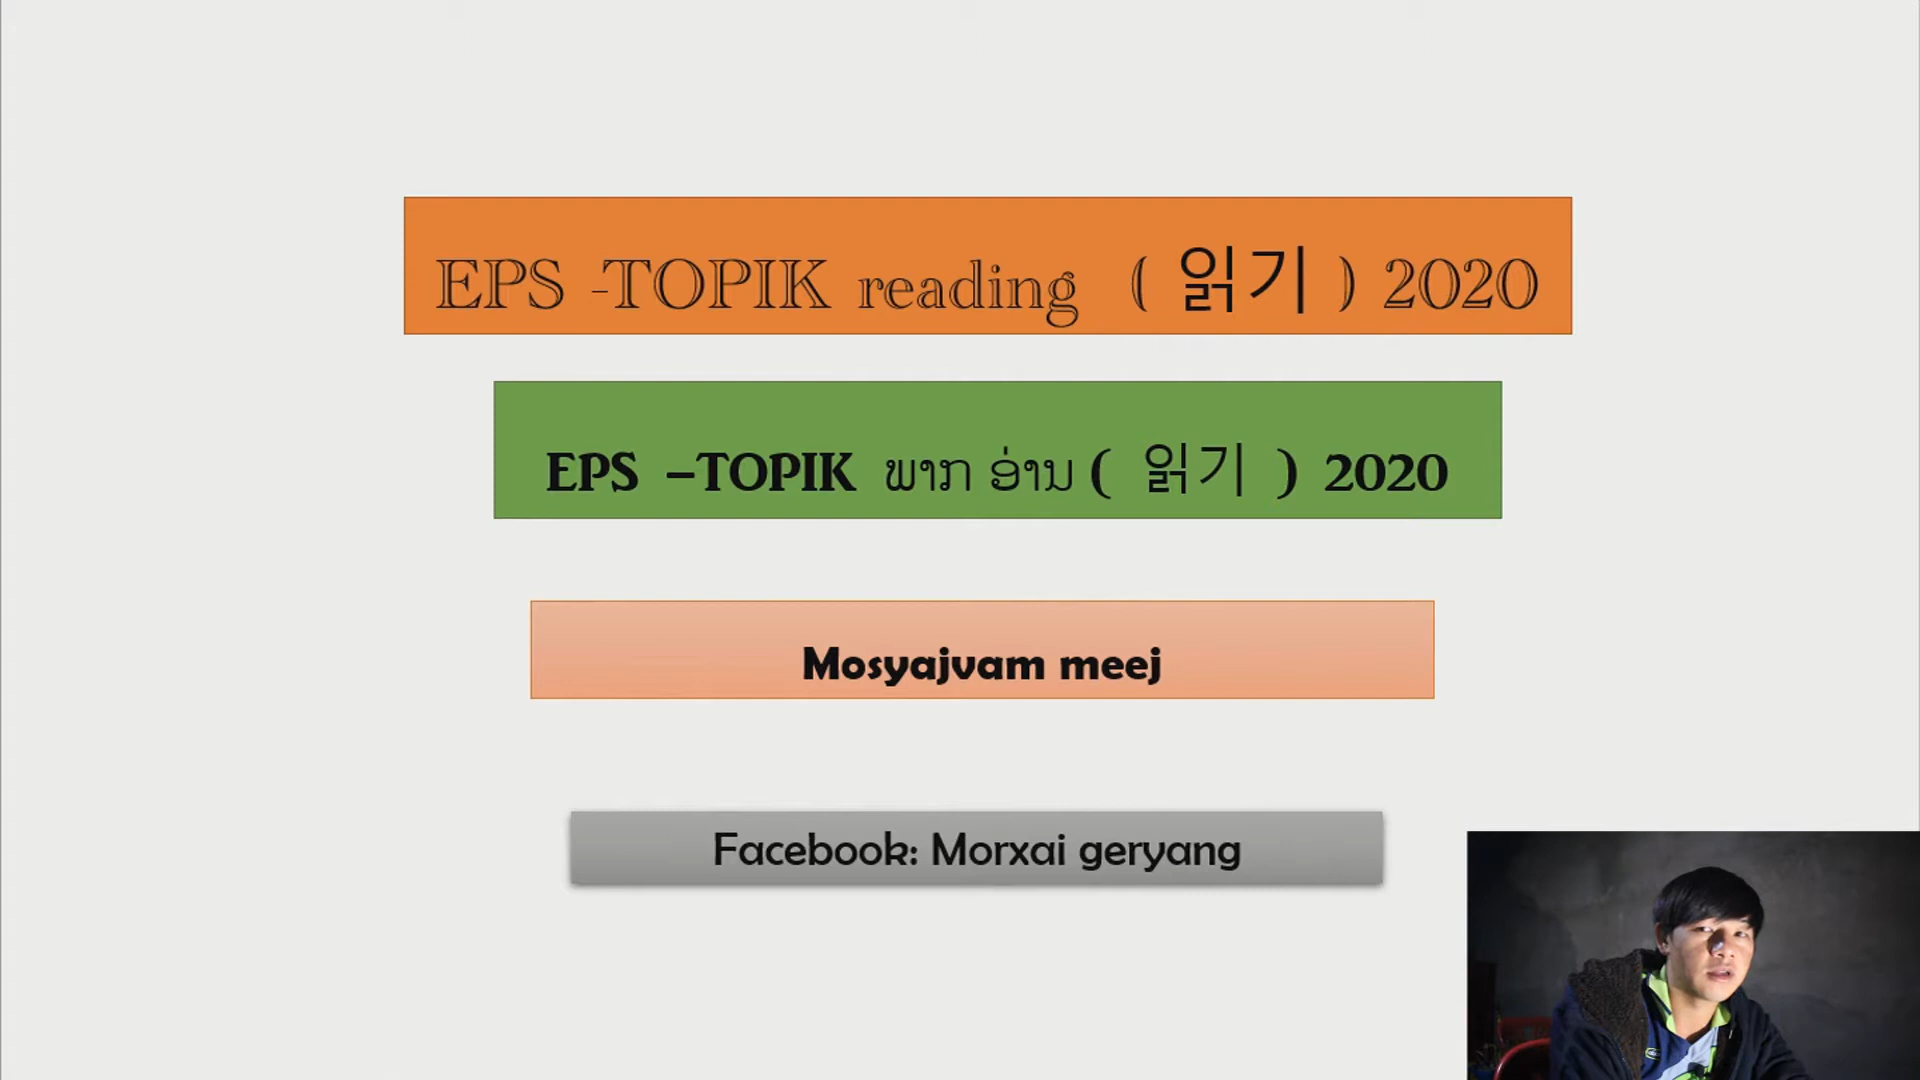 EPS -TOPIK reading ( 읽기 ) 2020
EPS –TOPIK ພາກ ອ່ານ ( 읽기 ) 2020
Mosyajvam meej
Facebook: Morxai geryang